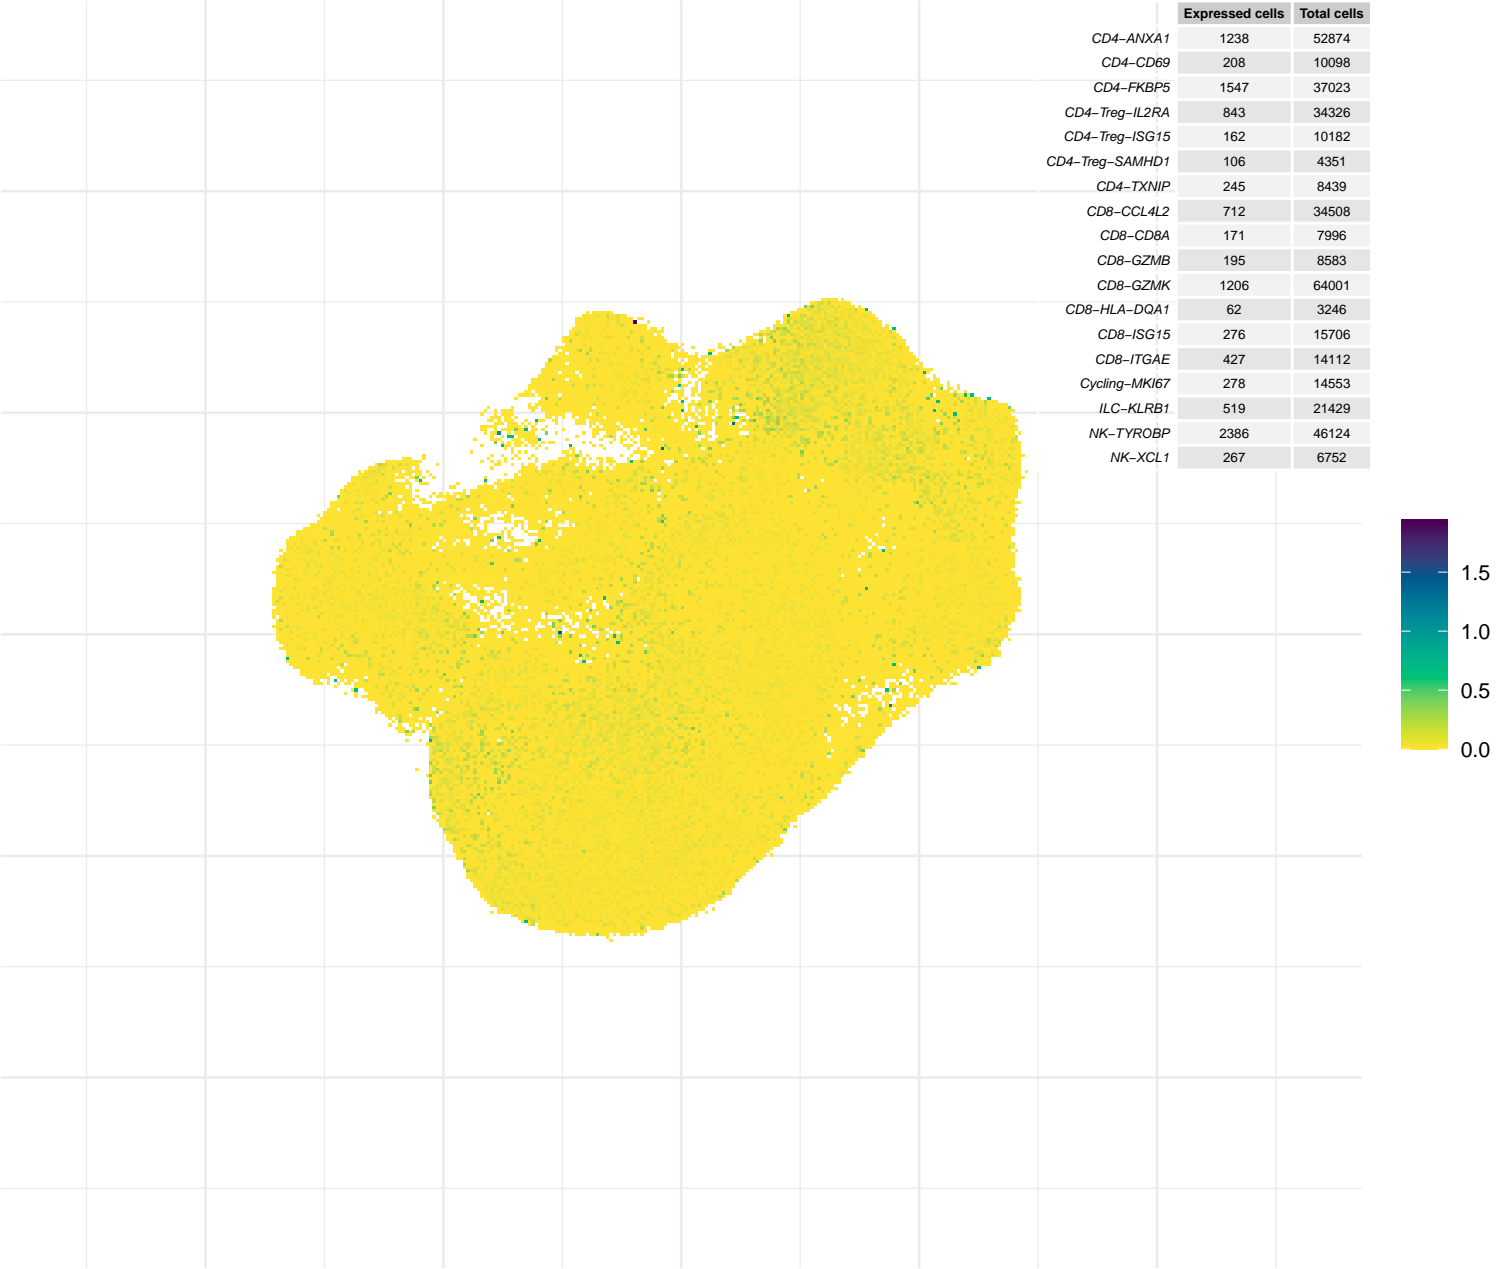 Expressed cells Total cells
CD4−ANXA1 1238 52874
CD4−CD69 208 10098
CD4−FKBP5 1547 37023
CD4−Treg−IL2RA 843 34326
CD4−Treg−ISG15 162 10182
CD4−Treg−SAMHD1 106 4351
CD4−TXNIP 245 8439
CD8−CCL4L2 712 34508
CD8−CD8A 171 7996
CD8−GZMB 195 8583
CD8−GZMK 1206 64001
CD8−HLA−DQA1 62 3246
CD8−ISG15 276 15706
CD8−ITGAE 427 14112
Cycling−MKI67 278 14553
ILC−KLRB1 519 21429
NK−TYROBP 2386 46124
NK−XCL1 267 6752
1.5
1.0
0.5
0.0